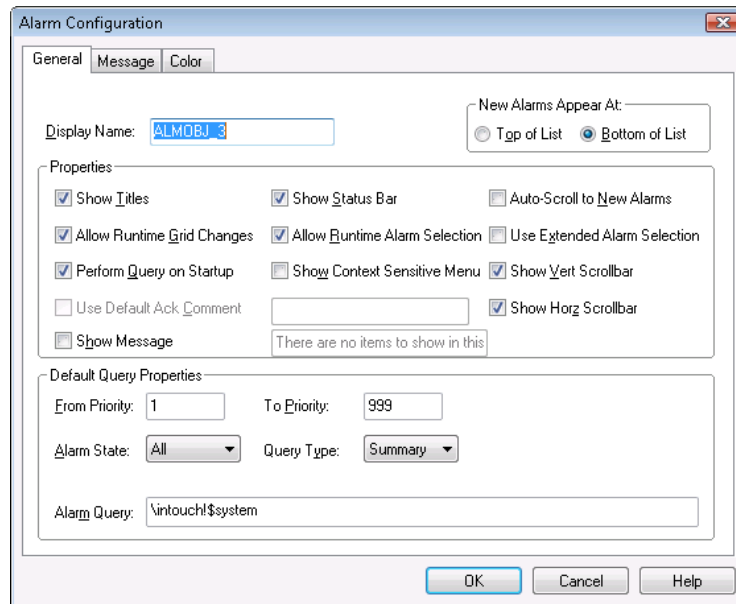 Alarm Configuration
General Message Color
New Alarms Appear At:
Display Name: ALMOBJ_3
Top of List Bottom of List
Properties
Show Titles Show Status Bar Auto-Scroll to New Alarms
Allow Runtime Grid Changes Allow Runtime Alarm Selection Use Extended Alarm Selection
Perform Query on Startup Show Context Sensitive Menu Show Vert Scrollbar
Use Default Ack Comment Show Horz Scrollbar
Show Message There are no items to show in this
Default Query Properties
From Priority: 1 To Priority: 999
Alarm State: All Query Type: Summary
Alarm Query: \intouch!$system
OK Cancel Help